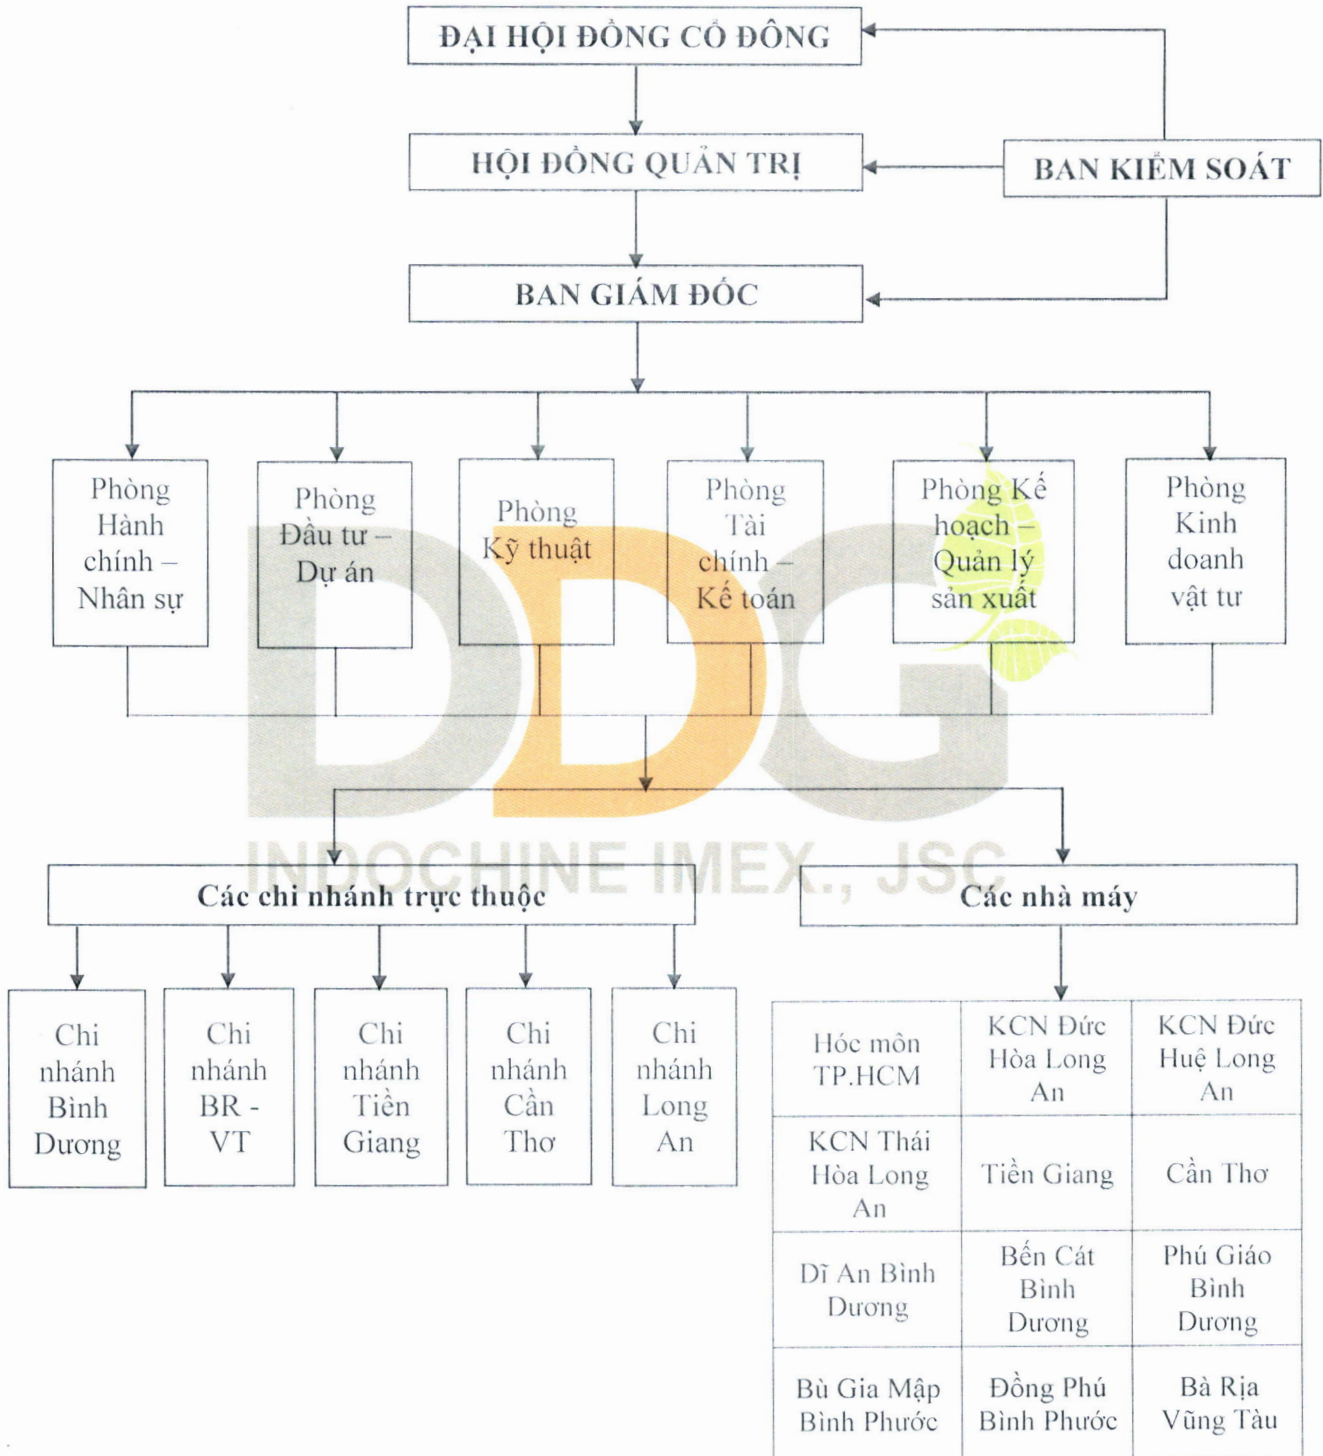 ĐẠI HỘI ĐỒNG CỔ ĐÔNG
HỘI ĐỒNG QUẢN TRỊ
BAN KIỂM SOÁT
BAN GIÁM ĐỐC
Phòng
Hành
chính –
Nhân sự
Phòng
Đầu tư –
Dự án
Phòng
Kỹ thuật
Phòng
Tài
chính –
Kế toán
Phòng Kế
hoạch –
Quản lý
sản xuất
Phòng
Kinh
doanh
vật tư
DDG
INDOCHINE IMEX., JSC
Các chi nhánh trực thuộc
Các nhà máy
Chi
nhánh
Bình
Dương
Chi
nhánh
BR -
VT
Chi
nhánh
Tiền
Giang
Chi
nhánh
Cần
Thơ
Chi
nhánh
Long
An
Hóc môn
TP.HCM
KCN Đức
Hòa Long
An
KCN Đức
Huệ Long
An
KCN Thái
Hòa Long
An
Tiền Giang
Cần Thơ
Dĩ An Bình
Dương
Bến Cát
Bình
Dương
Phú Giáo
Bình
Dương
Bù Gia Mập
Bình Phước
Đồng Phú
Bình Phước
Bà Rịa
Vũng Tàu